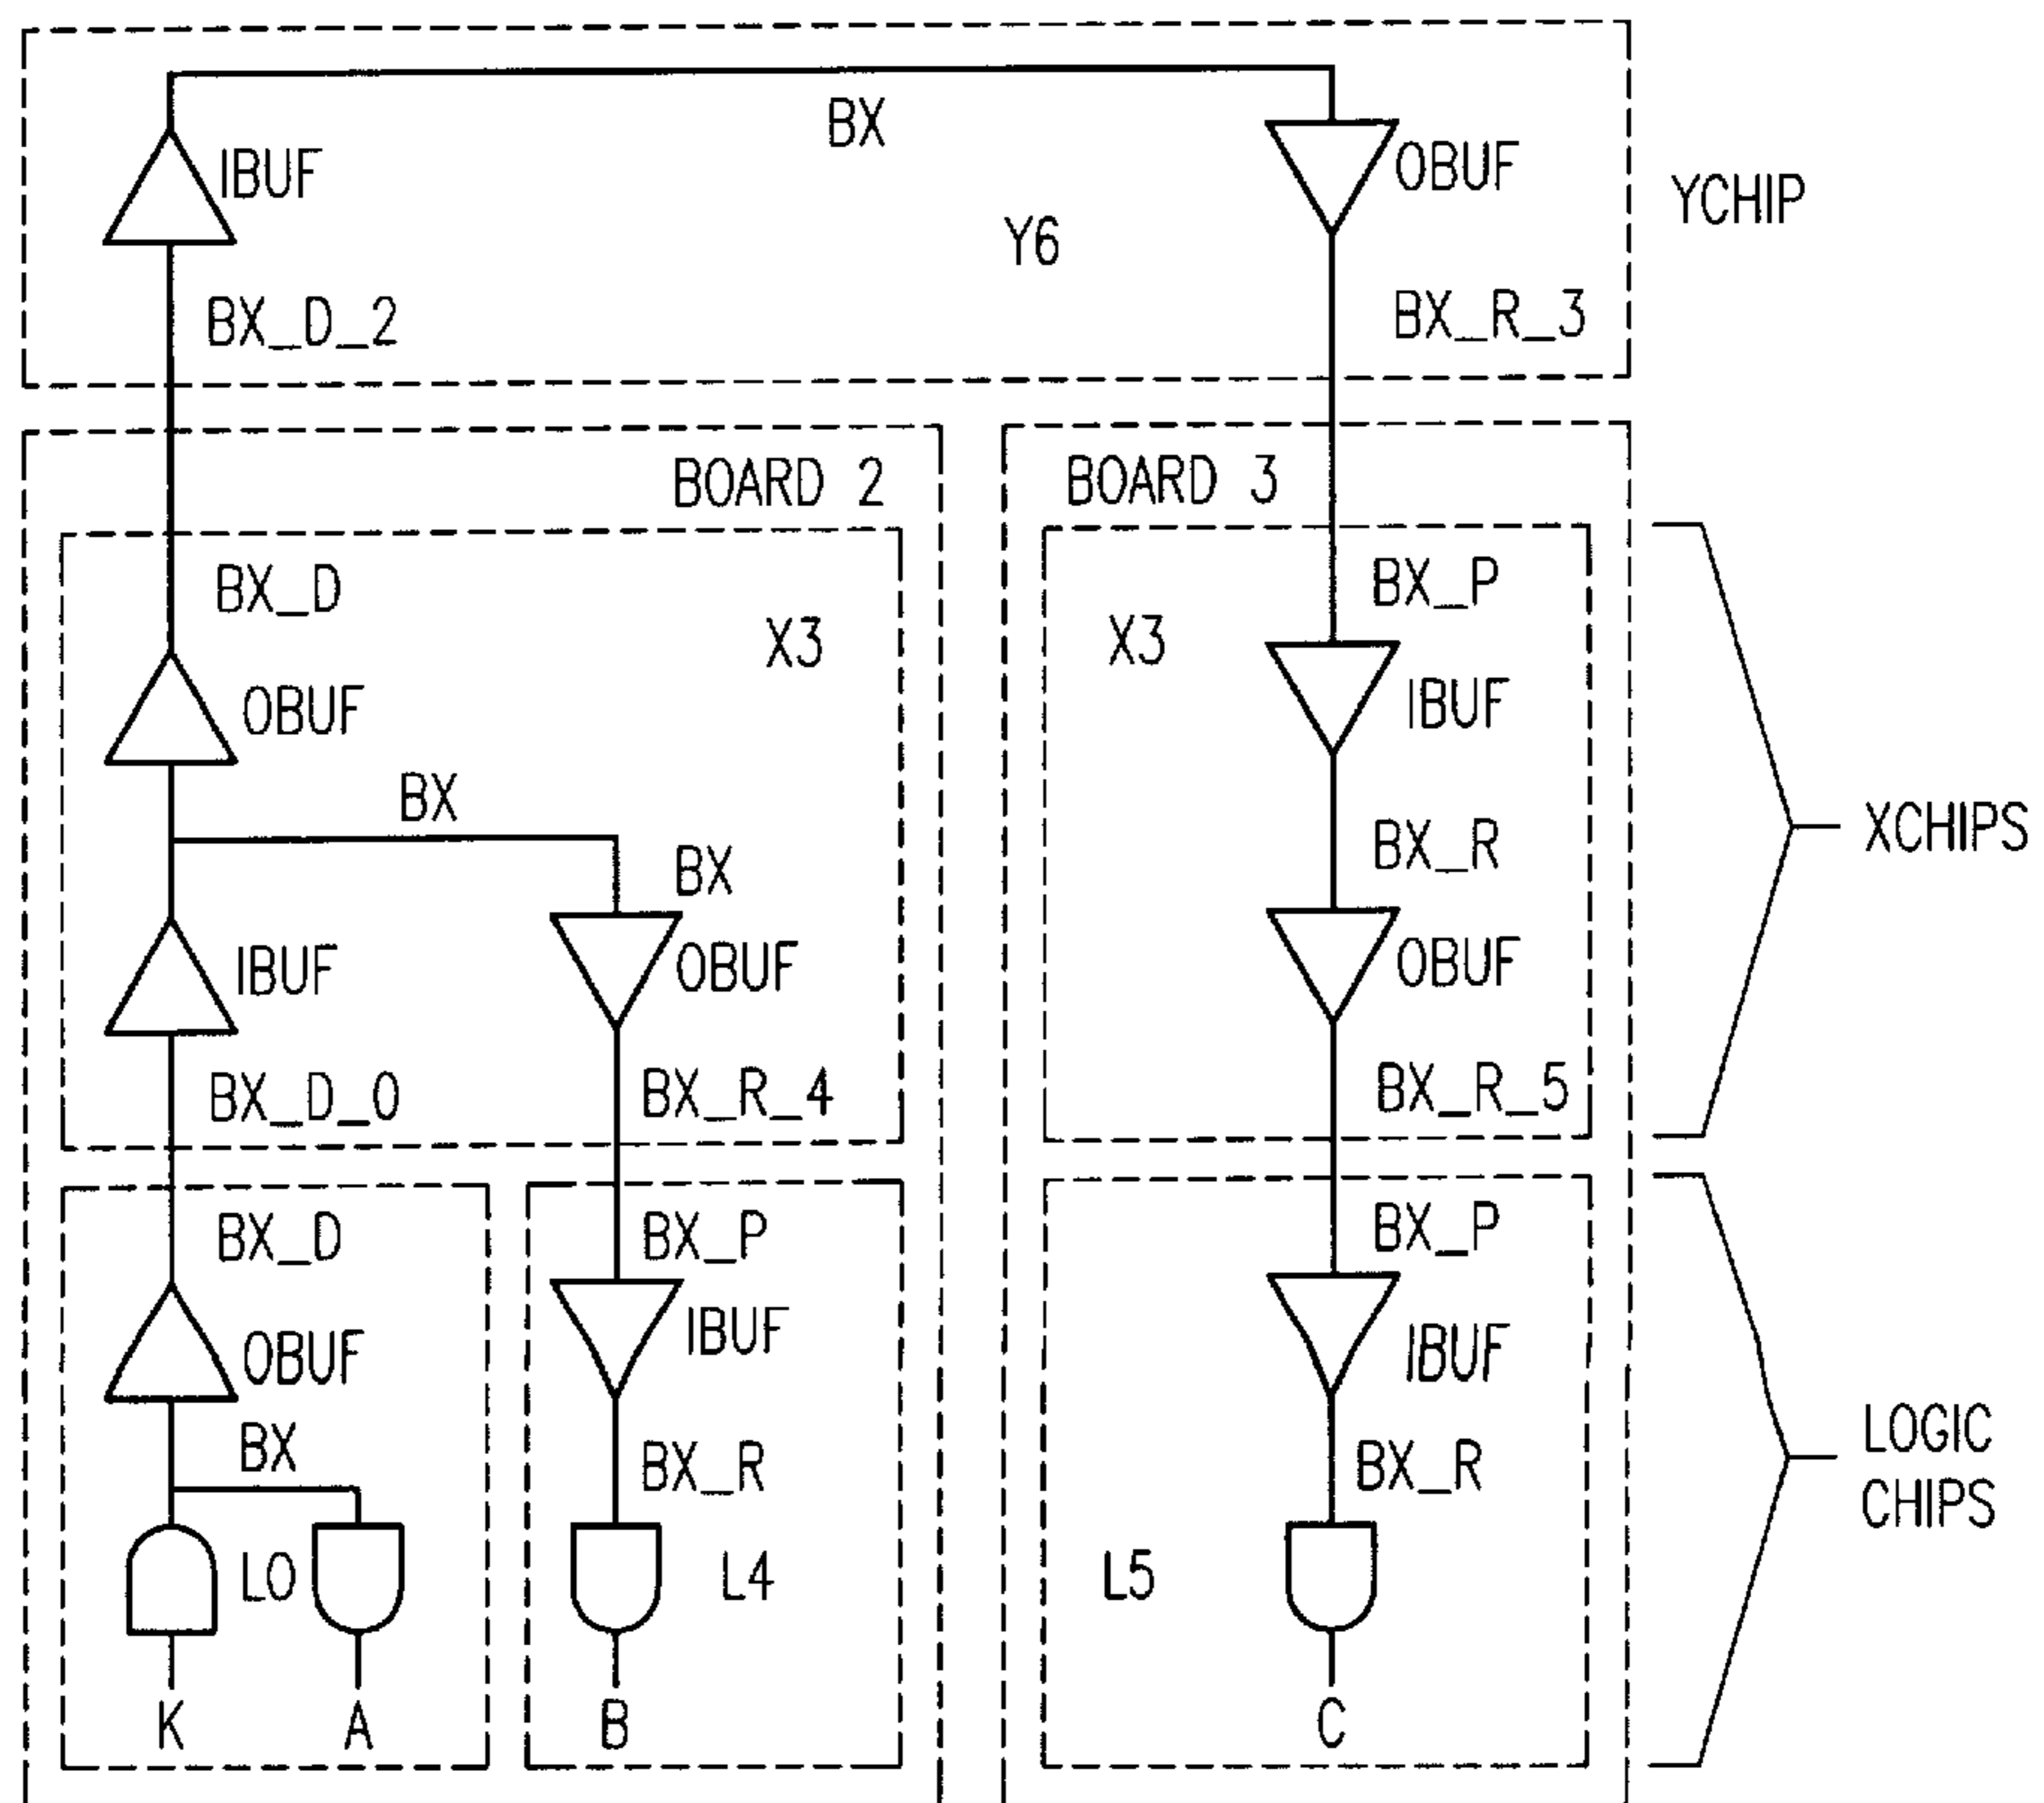 BX
IBUF
OBUF
YCHIP
Y6
BX_D_2
BX_R_3
BOARD 2
BOARD 3
BX_D
X3
OBUF
BX
BX
IBUF
OBUF
BX_D_0
BX_R_4
BX_P
X3
IBUF
BX_R
OBUF
BX_R_5
XCHIPS
BX_D
OBUF
BX
L0
K
A
BX_P
IBUF
BX_R
L4
B
BX_P
IBUF
BX_R
L5
C
LOGIC
CHIPS